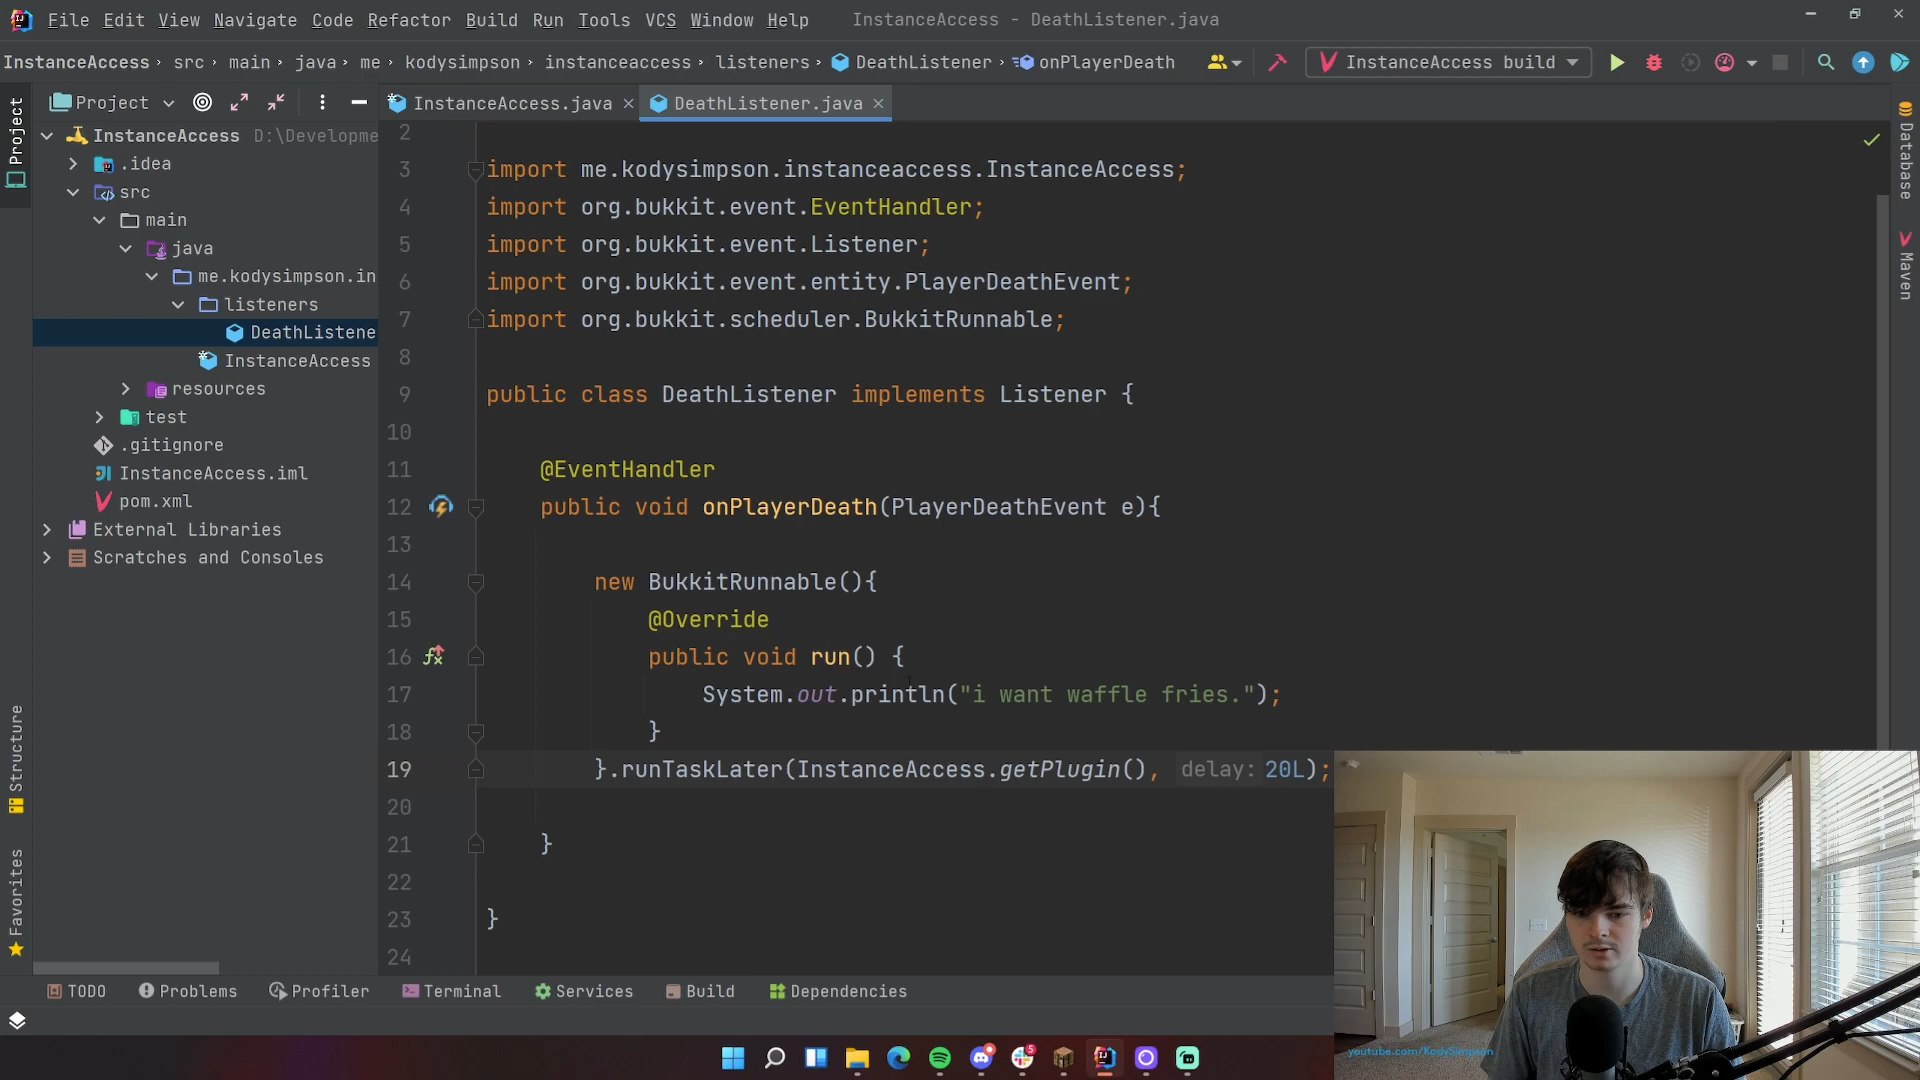 File Edit View Navigate Code Refactor Build Run Tools VCS Window Help InstanceAccess - DeathListener.java
InstanceAccess › src › main › java › me › kodysimpson › instanceaccess › listeners › DeathListener › onPlayerDeath InstanceAccess build
Project
InstanceAccess.java
DeathListener.java
Project
Structure
Favorites
InstanceAccess D:\Developme
.idea
src
main
java
me.kodysimpson.in
listeners
DeathListene
InstanceAccess
resources
test
.gitignore
InstanceAccess.iml
pom.xml
External Libraries
Scratches and Consoles
2
3 import me.kodysimpson.instanceaccess.InstanceAccess;
4 import org.bukkit.event.EventHandler;
5 import org.bukkit.event.Listener;
6 import org.bukkit.event.entity.PlayerDeathEvent;
7 import org.bukkit.scheduler.BukkitRunnable;
8
9 public class DeathListener implements Listener {
10
11 @EventHandler
12 public void onPlayerDeath(PlayerDeathEvent e){
13
14 new BukkitRunnable(){
15 @Override
16 public void run() {
17 System.out.println("i want waffle fries.");
18 }
19 }.runTaskLater(InstanceAccess.getPlugin(), delay: 20L);
20
21 }
22
23 }
24
Database
Maven
TODO Problems Profiler Terminal Services Build Dependencies
youtube.com/KodySimpson
5